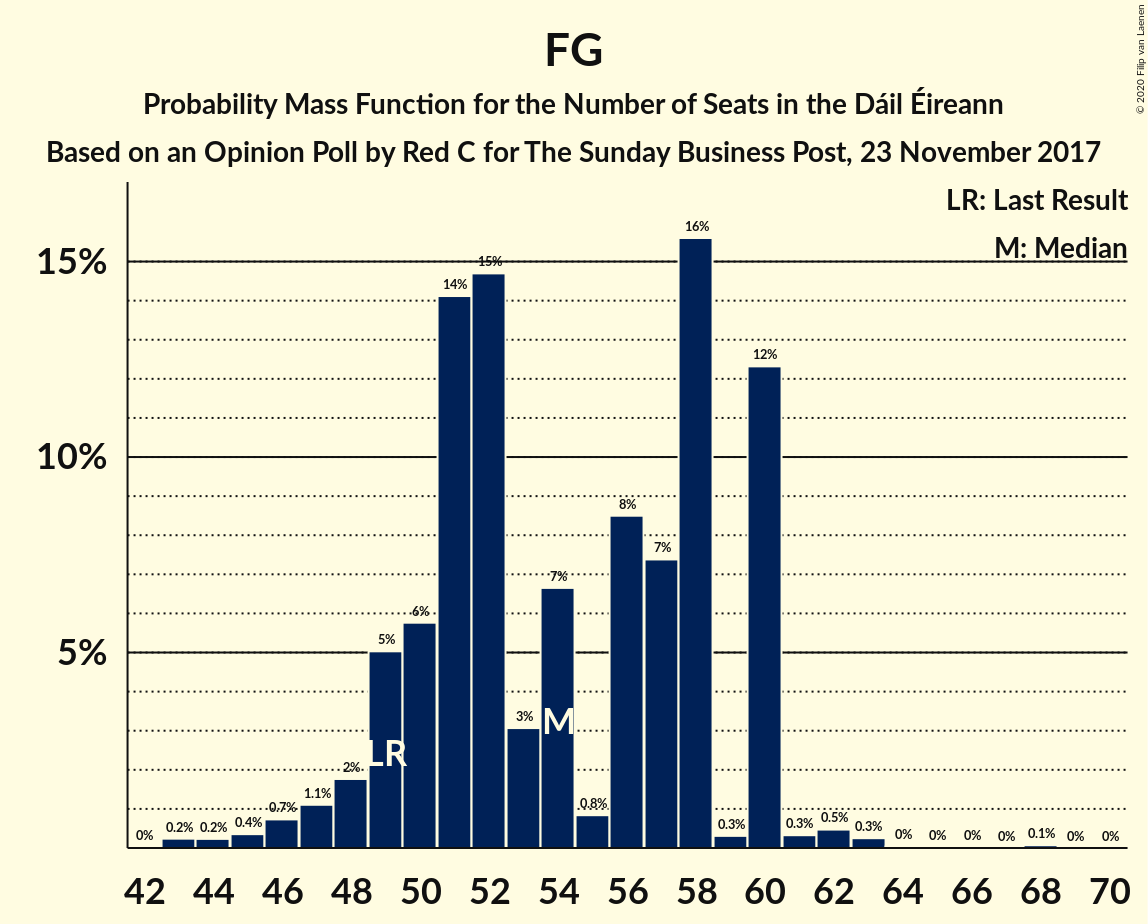 © 2020 Filip van Laenen
FG
Probability Mass Function for the Number of Seats in the Dáil Éireann
Based on an Opinion Poll by Red C for The Sunday Business Post, 23 November 2017
LR: Last Result
M: Median
15%
10%
5%
0% 0.2% 0.2% 0.4% 0.7% 1.1% 2% 5% 6% 14% 15% 3% 7% 0.8% 8% 7% 16% 0.3% 12% 0.3% 0.5% 0.3% 0% 0% 0% 0% 0.1% 0% 0%
LR M
42 44 46 48 50 52 54 56 58 60 62 64 66 68 70